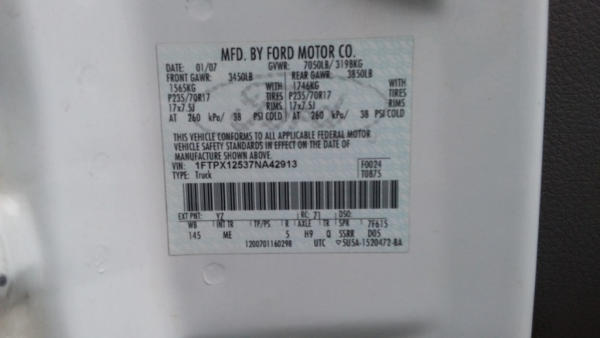 MFD. BY FORD MOTOR CO.
DATE: 01/07 GVWR: 7050LB/ 3198KG
FRONT GAWR: 3450LB REAR GAWR: 3850LB
1565KG WITH 1746KG WITH
P235/70R17 TIRES P235/70R17 TIRES
17x7.5J RIMS 17x7.5J RIMS
AT 260 kPa/ 38 PSI COLD AT 260 kPa/ 38 PSI COLD
THIS VEHICLE CONFORMS TO ALL APPLICABLE FEDERAL MOTOR
VEHICLE SAFETY STANDARDS IN EFFECT ON THE DATE OF
MANUFACTURE SHOWN ABOVE.
VIN: 1FTPX12537NA42913 F0024
TYPE: Truck T0875
EXT PNT: YZ RC: 71 DSO:
WB INT TR TP/PS R AXLE TR SPR 7F615
145 ME 5 H9 Q SSRR D05
1200701160298 UTC ▽5U5A-1520472-BA